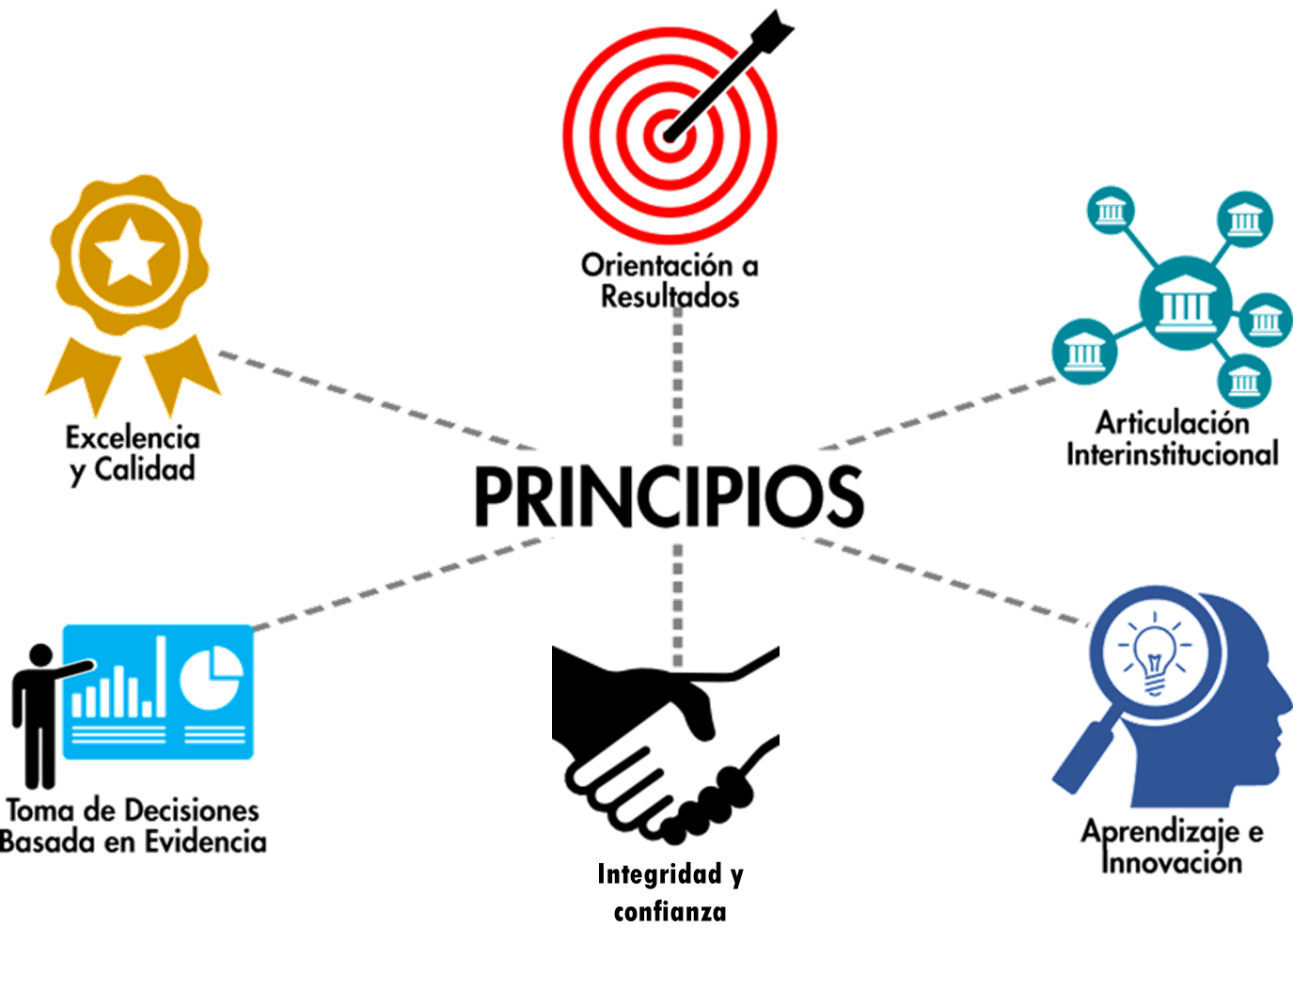 Orientación a
Resultados
Excelencia
y Calidad
Articulación
Interinstitucional
PRINCIPIOS
Toma de Decisiones
Basada en Evidencia
Integridad y
confianza
Aprendizaje e
Innovación